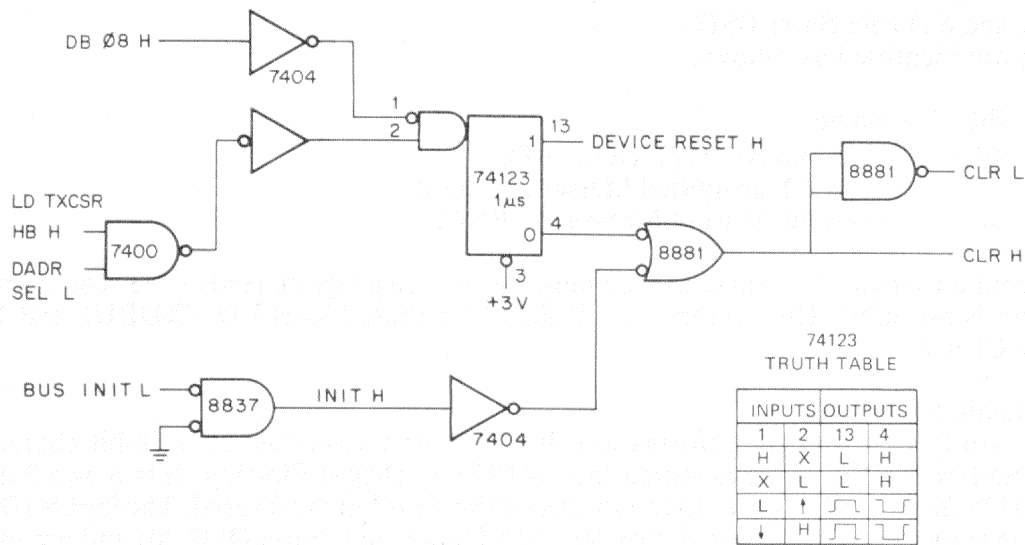 DB Ø8 H
7404
1
2
13
1
DEVICE RESET H
74123
1μs
8881
CLR L
LD TXCSR
HB H
7400
DADR
SEL L
0
4
8881
CLR H
3
+3V
BUS INIT L
8837
INIT H
7404
74123
TRUTH TABLE
INPUTS OUTPUTS
1 2 13 4
H X L H
X L L H
L ↑
↓ H